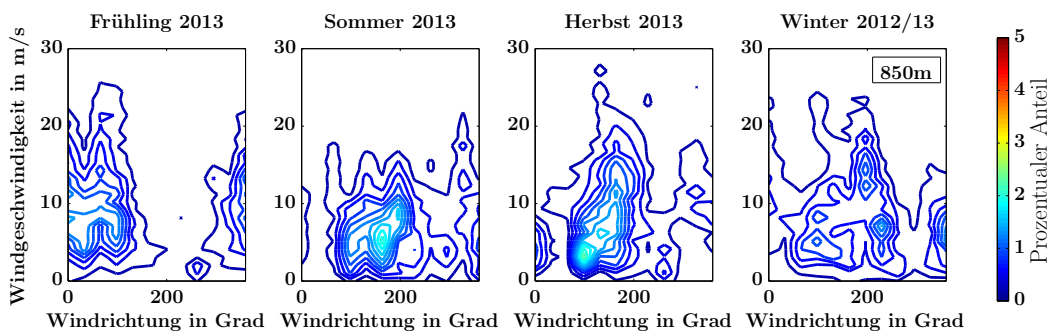 Frühling 2013
Sommer 2013
Herbst 2013
Winter 2012/13
Windgeschwindigkeit in m/s
30
20
10
0
0
200
Windrichtung in Grad
30
20
10
0
0
200
Windrichtung in Grad
30
20
10
0
0
200
Windrichtung in Grad
850m
30
20
10
0
0
200
Windrichtung in Grad
5
4
3
2
1
0
Prozentualer Anteil